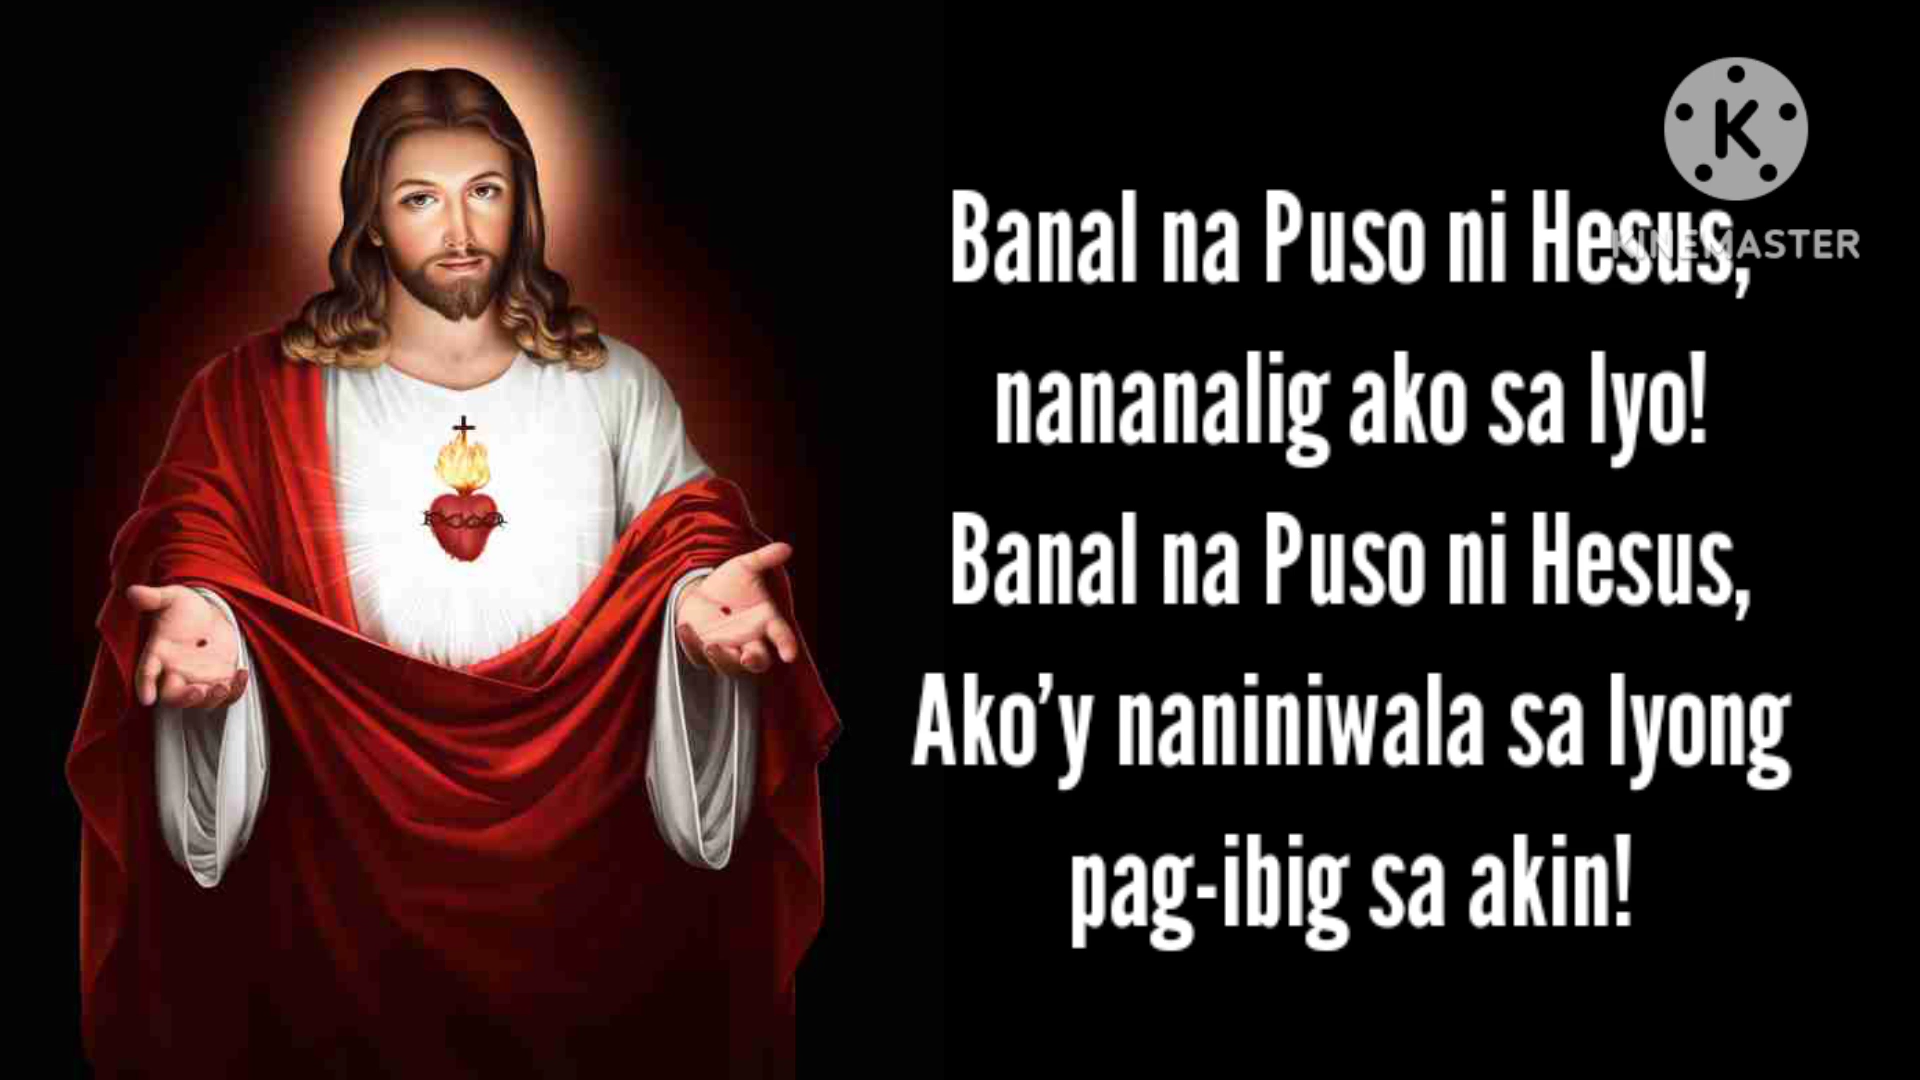 K
KINEMASTER
Banal na Puso ni Hesus,
nananalig ako sa Iyo!
Banal na Puso ni Hesus,
Ako’y naniniwala sa Iyong
pag-ibig sa akin!